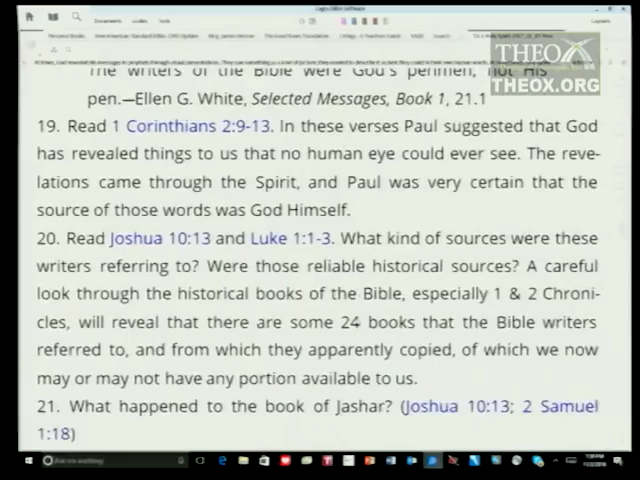 Logos Bible Software
Documents Guides Tools
Layouts
THEOX
THEOX.ORG
The writers of the Bible were God's penmen, not His
pen.—Ellen G. White, Selected Messages, Book 1, 21.1
19. Read 1 Corinthians 2:9-13. In these verses Paul suggested that God
has revealed things to us that no human eye could ever see. The reve-
lations came through the Spirit, and Paul was very certain that the
source of those words was God Himself.
20. Read Joshua 10:13 and Luke 1:1-3. What kind of sources were these
writers referring to? Were those reliable historical sources? A careful
look through the historical books of the Bible, especially 1 & 2 Chroni-
cles, will reveal that there are some 24 books that the Bible writers
referred to, and from which they apparently copied, of which we now
may or may not have any portion available to us.
21. What happened to the book of Jashar? (Joshua 10:13; 2 Samuel
1:18)